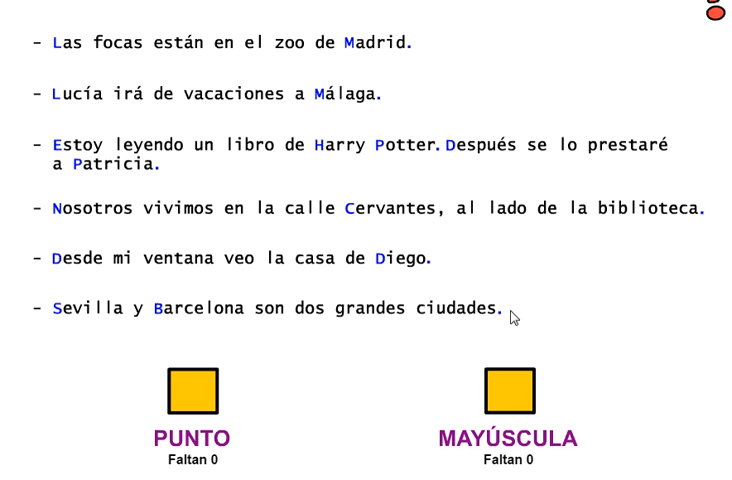 - Las focas están en el zoo de Madrid.
- Lucía irá de vacaciones a Málaga.
- Estoy leyendo un libro de Harry Potter. Después se lo prestaré
a Patricia.
- Nosotros vivimos en la calle Cervantes, al lado de la biblioteca.
- Desde mi ventana veo la casa de Diego.
- Sevilla y Barcelona son dos grandes ciudades.
PUNTO
Faltan 0
MAYÚSCULA
Faltan 0